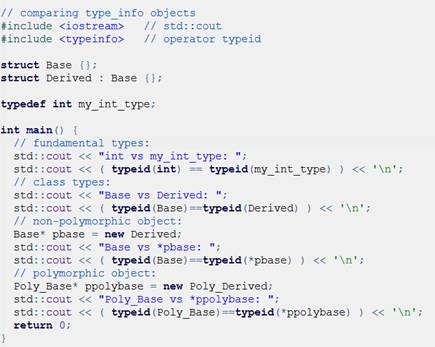 // comparing type_info objects
#include <iostream>   // std::cout
#include <typeinfo>   // operator typeid

struct Base {};
struct Derived : Base {};

typedef int my_int_type;

int main() {
  // fundamental types:
  std::cout << "int vs my_int_type: ";
  std::cout << ( typeid(int) == typeid(my_int_type) ) << '\n';
  // class types:
  std::cout << "Base vs Derived: ";
  std::cout << ( typeid(Base)==typeid(Derived) ) << '\n';
  // non-polymorphic object:
  Base* pbase = new Derived;
  std::cout << "Base vs *pbase: ";
  std::cout << ( typeid(Base)==typeid(*pbase) ) << '\n';
  // polymorphic object:
  Poly_Base* ppolybase = new Poly_Derived;
  std::cout << "Poly_Base vs *ppolybase: ";
  std::cout << ( typeid(Poly_Base)==typeid(*ppolybase) ) << '\n';
  return 0;
}